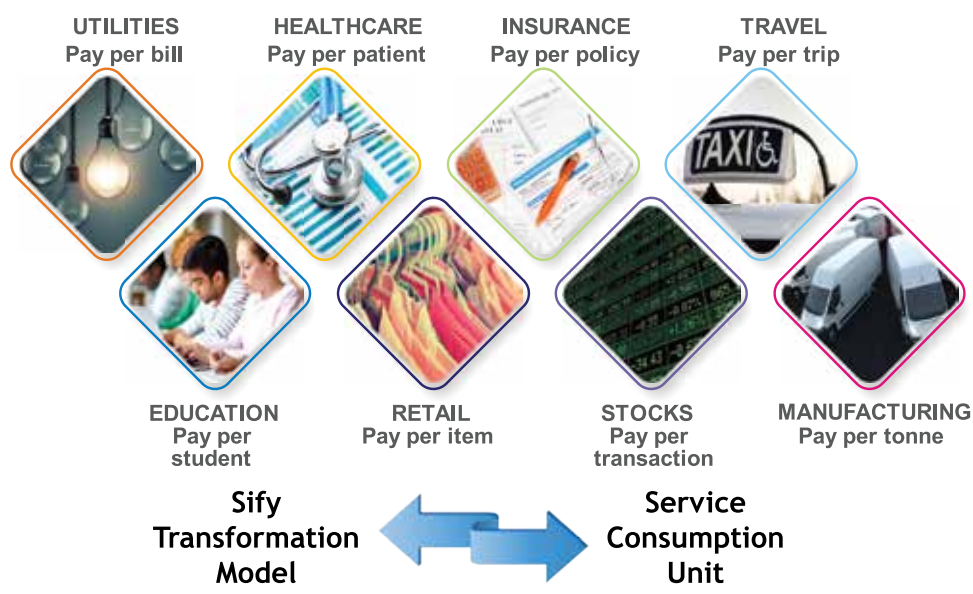 UTILITIES
Pay per bill
HEALTHCARE
Pay per patient
INSURANCE
Pay per policy
TRAVEL
Pay per trip
TAXI
EDUCATION
Pay per
student
RETAIL
Pay per item
STOCKS
Pay per
transaction
MANUFACTURING
Pay per tonne
Sify
Transformation
Model
Service
Consumption
Unit